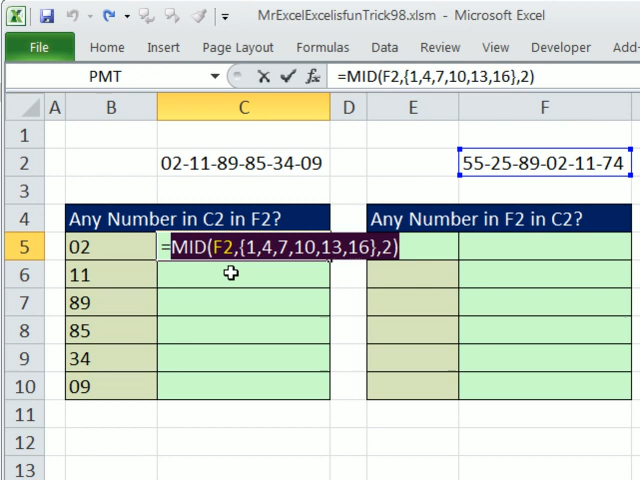 MrExcelExcelisfunTrick98.xlsm - Microsoft Excel
File Home Insert Page Layout Formulas Data Review View Developer Add-
PMT fx =MID(F2,{1,4,7,10,13,16},2)
A B C D E F
1
2 02-11-89-85-34-09 55-25-89-02-11-74
3
4 Any Number in C2 in F2? Any Number in F2 in C2?
5 02 =MID(F2,{1,4,7,10,13,16},2)
6 11
7 89
8 85
9 34
10 09
11
12
13